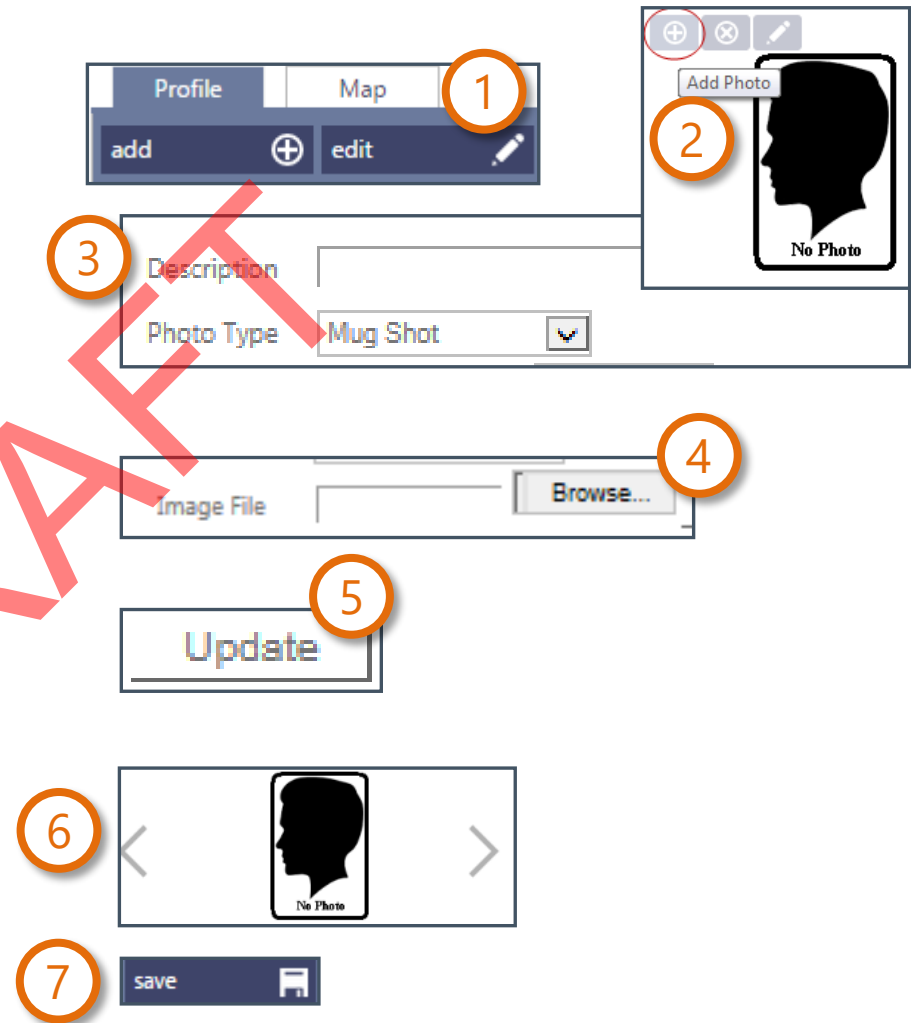 Profile Map 1
add edit
Add Photo
2
No Photo
3
Description
Photo Type Mug Shot
4
Image File Browse...
5
Update
6
No Photo
7
save
AFT